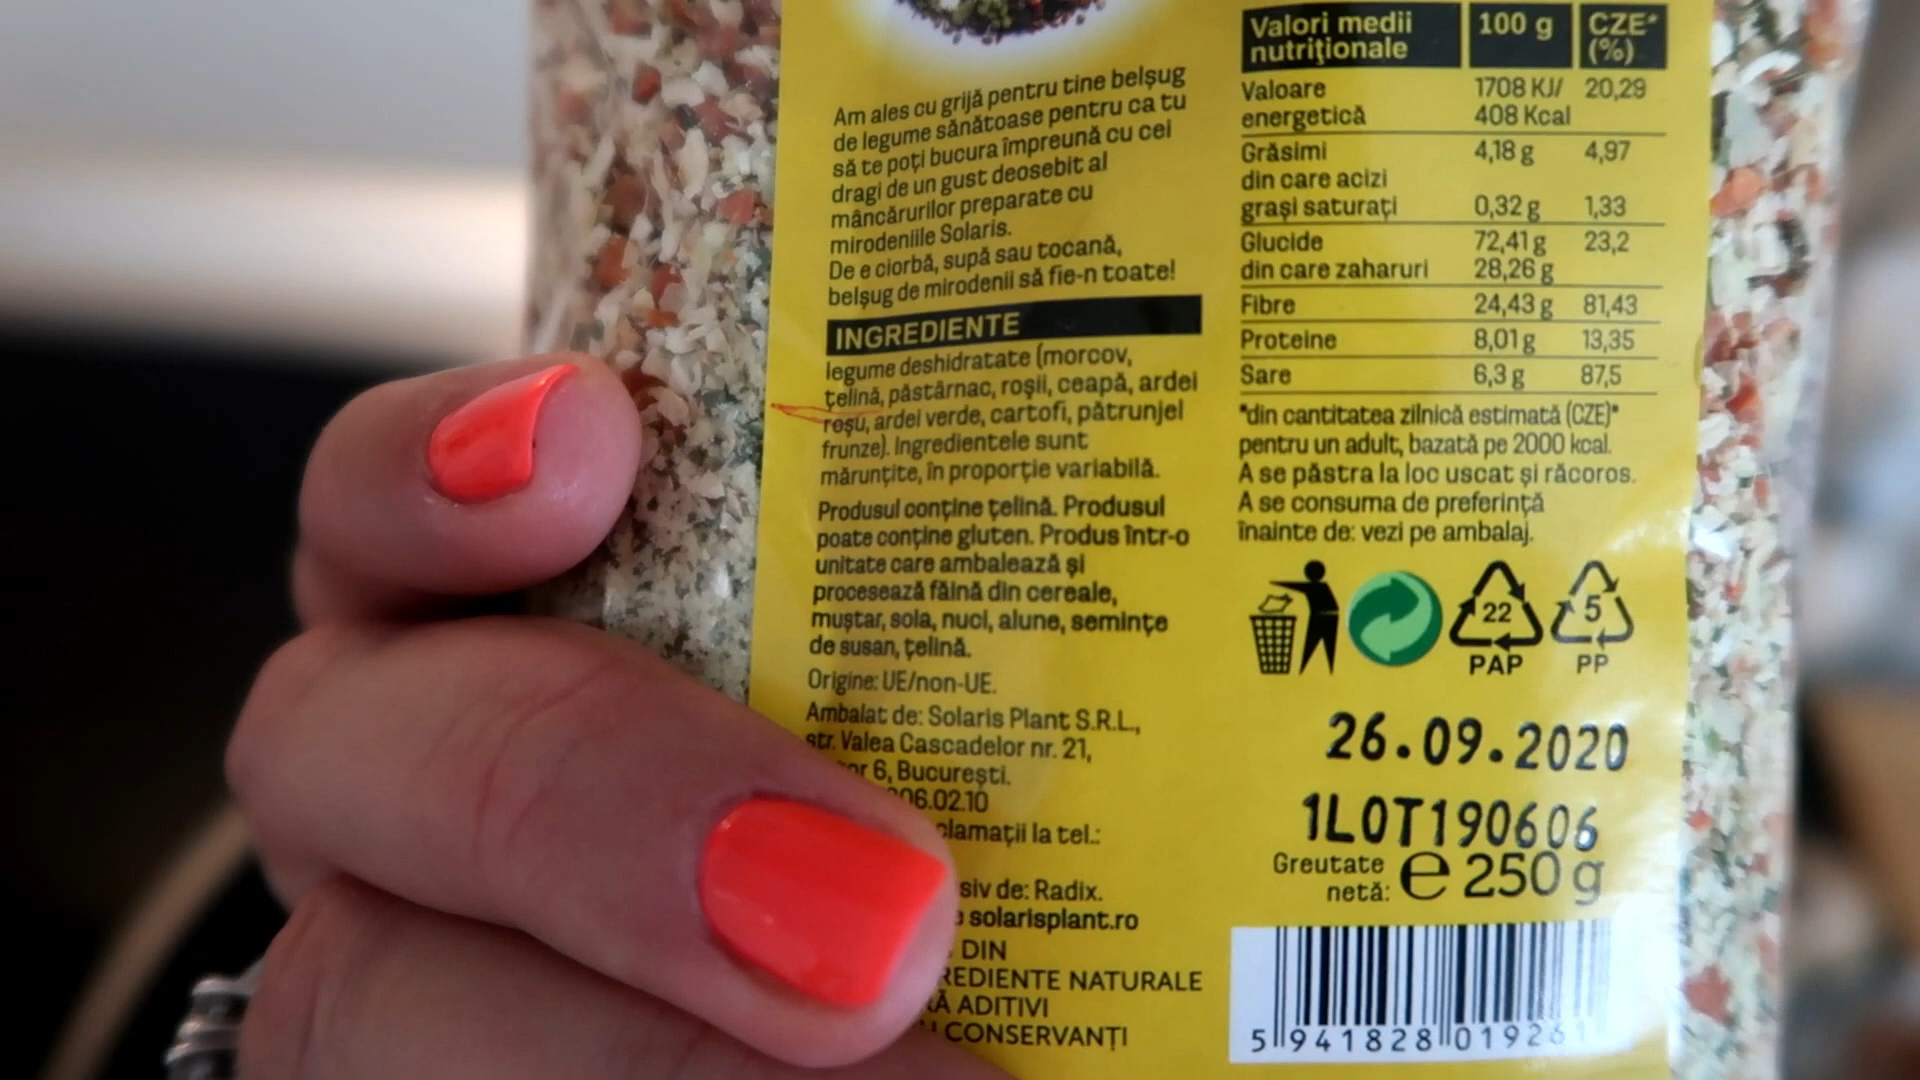 Am ales cu grijă pentru tine belșug
de legume sănătoase pentru ca tu
să te poți bucura împreună cu cei
dragi de un gust deosebit al
mâncărurilor preparate cu
mirodeniile Solaris.
De e ciorbă, supă sau tocană,
belșug de mirodenii să fie-n toate!
INGREDIENTE
legume deshidratate (morcov,
țelină, păstârnac, roșii, ceapă, ardei
roșu, ardei verde, cartofi, pătrunjel
frunze). Ingredientele sunt
mărunțite, în proporție variabilă.
Produsul conține țelină. Produsul
poate conține gluten. Produs într-o
unitate care ambalează și
procesează făină din cereale,
muștar, soia, nuci, alune, semințe
de susan, țelină.
Origine: UE/non-UE.
Ambalat de: Solaris Plant S.R.L.,
str. Valea Cascadelor nr. 21,
6, București.
06.02.10
la tel.:
de: Radix.
solarisplant.ro
DIN
NATURALE
ADITIVI
CONSERVANȚI
Valori medii 100 g CZE*
nutriționale (%)
Valoare 1708 KJ/ 20,29
energetică 408 Kcal
Grăsimi 4,18 g 4,97
din care acizi
grași saturați 0,32 g 1,33
Glucide 72,41 g 23,2
din care zaharuri 28,26 g
Fibre 24,43 g 81,43
Proteine 8,01 g 13,35
Sare 6,3 g 87,5
*din cantitatea zilnică estimată (CZE)*
pentru un adult, bazată pe 2000 kcal.
A se păstra la loc uscat și răcoros.
A se consuma de preferință
înainte de: vezi pe ambalaj.
22 5
PAP PP
26.09.2020
1LOT190606
Greutate
netă: e 250 g
5 941828 01926